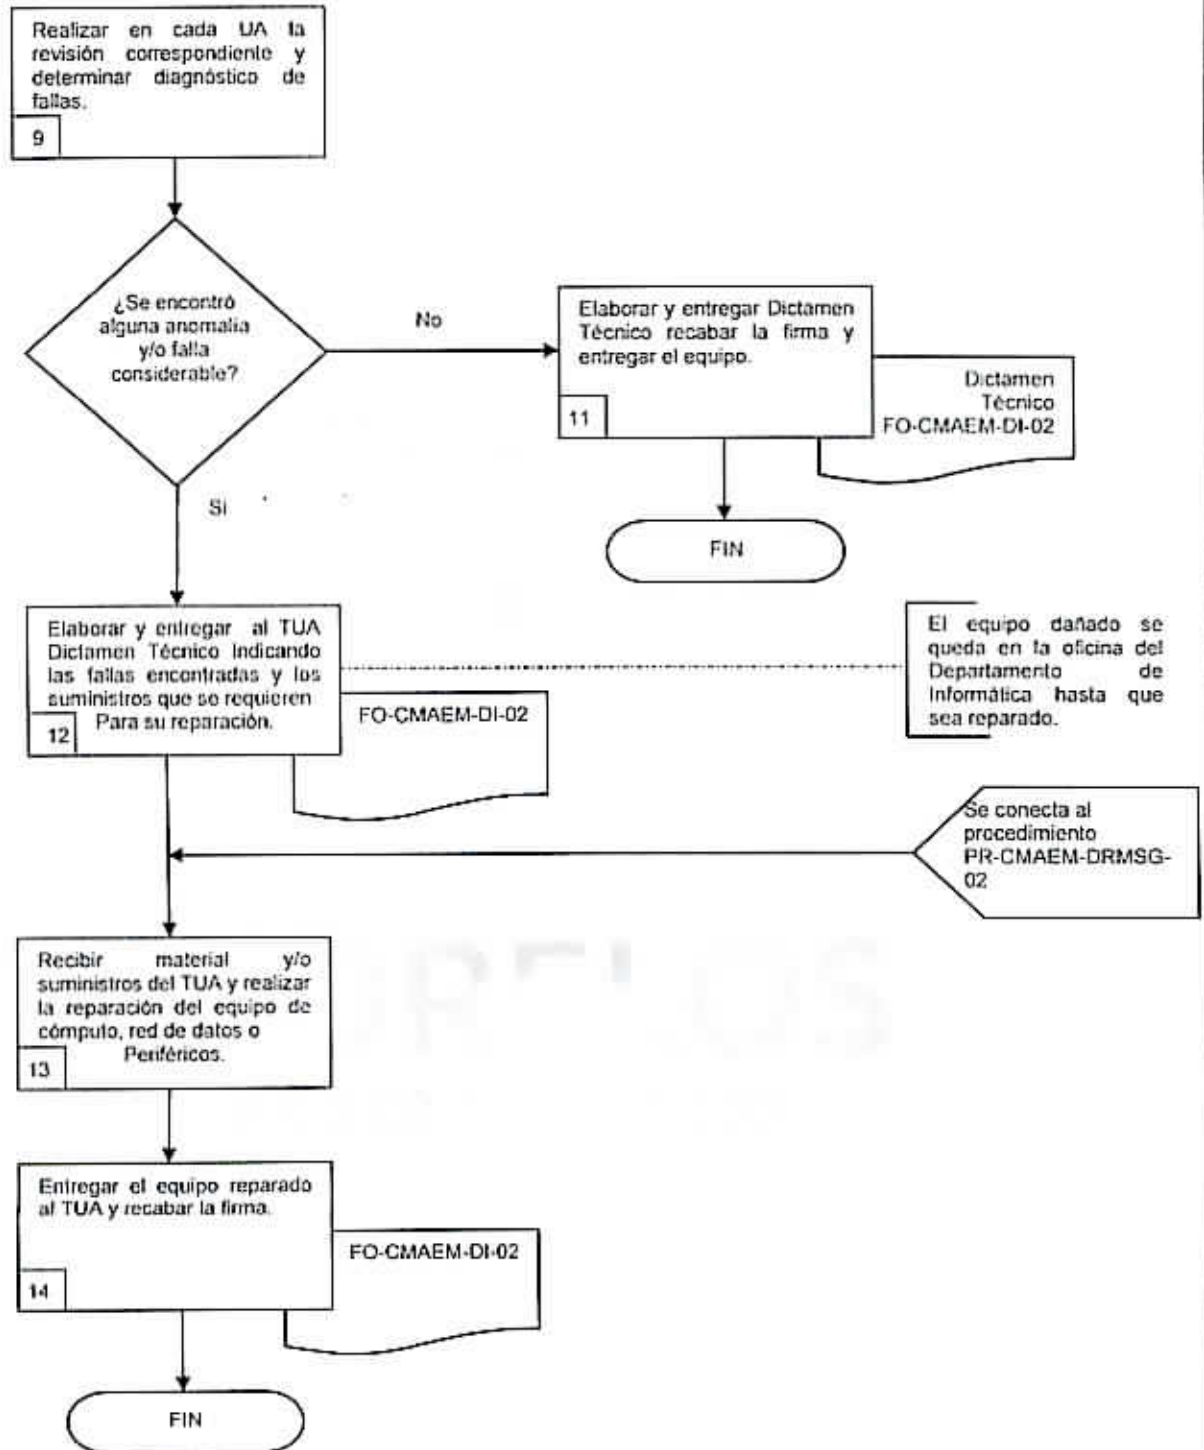 Realizar en cada UA la
revisión correspondiente y
determinar diagnóstico de
fallas.
9
¿Se encontró
alguna anomalía
y/o falla
considerable?
No
Elaborar y entregar Dictamen
Técnico recabar la firma y
entregar el equipo.
11
Dictamen
Técnico
FO-CMAEM-DI-02
FIN
Si
Elaborar y entregar al TUA
Dictamen Técnico Indicando
las fallas encontradas y los
suministros que se requieren
Para su reparación.
12
FO-CMAEM-DI-02
El equipo dañado se
queda en la oficina del
Departamento de
Informática hasta que
sea reparado.
Se conecta al
procedimiento
PR-CMAEM-DRMSG-
02
Recibir material y/o
suministros del TUA y realizar
la reparación del equipo de
cómputo, red de datos o
Periféricos.
13
Entregar el equipo reparado
al TUA y recabar la firma.
14
FO-CMAEM-DI-02
FIN